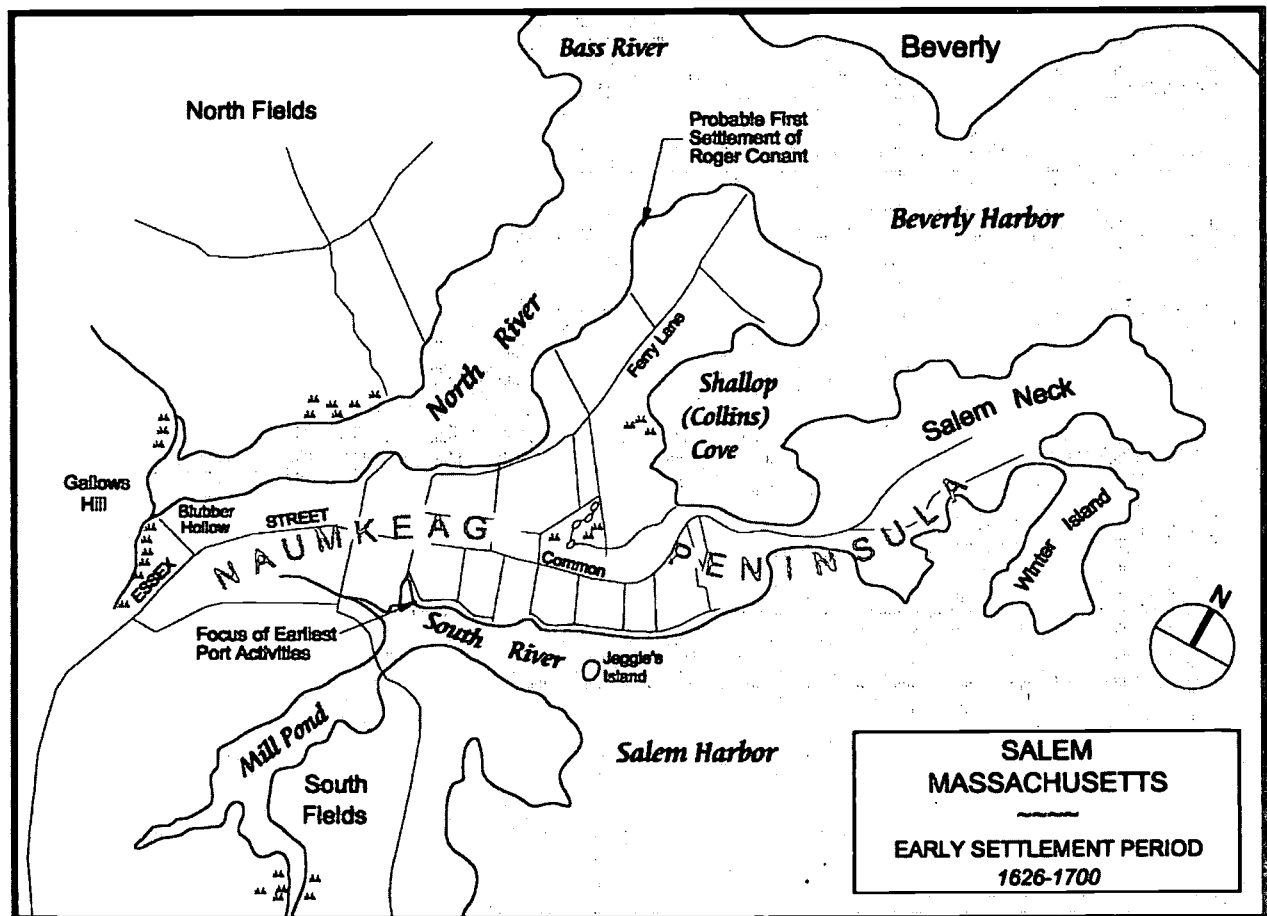 Bass River
Beverly
North Fields
Probable First
Settlement of
Roger Conant
Beverly Harbor
North River
Ferry Lane
Shallop
(Collins)
Cove
Salem Neck
Gallows
Hill
Blubber
Hollow
ESSEX STREET
NAUMKEAG PENINSULA
Common
Winter Island
N
Focus of Earliest
Port Activities
South River
Jeggle's
Island
Mill Pond
South
Fields
Salem Harbor
SALEM
MASSACHUSETTS
~~~~
EARLY SETTLEMENT PERIOD
1626-1700